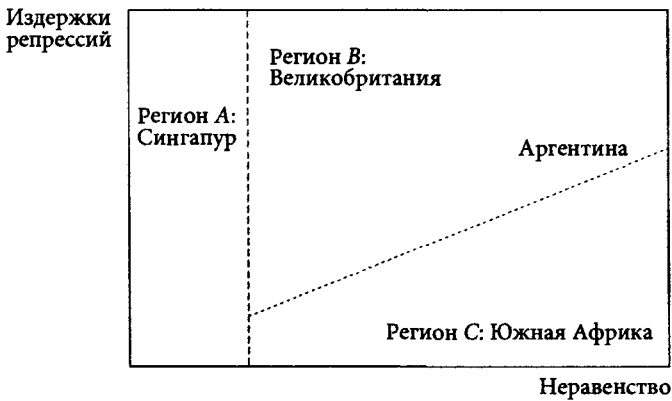 Издержки
репрессий
Регион B:
Великобритания
Регион A:
Сингапур
Аргентина
Регион C: Южная Африка
Неравенство